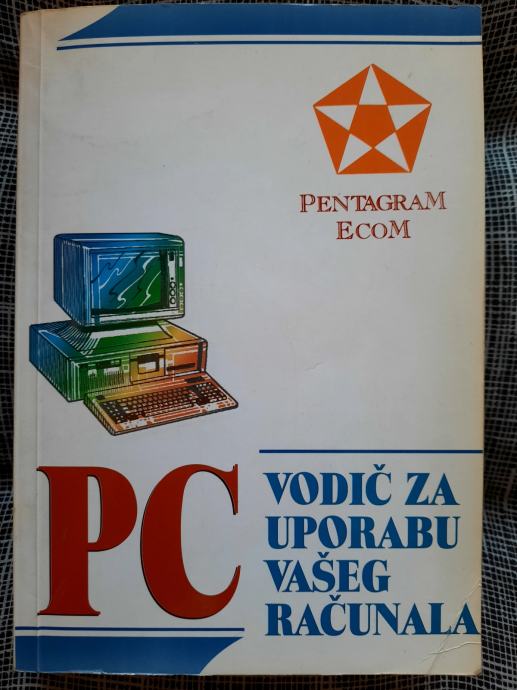 PENTAGRAM
ECOM
PC
VODIČ ZA
UPORABU
VAŠEG
RAČUNALA